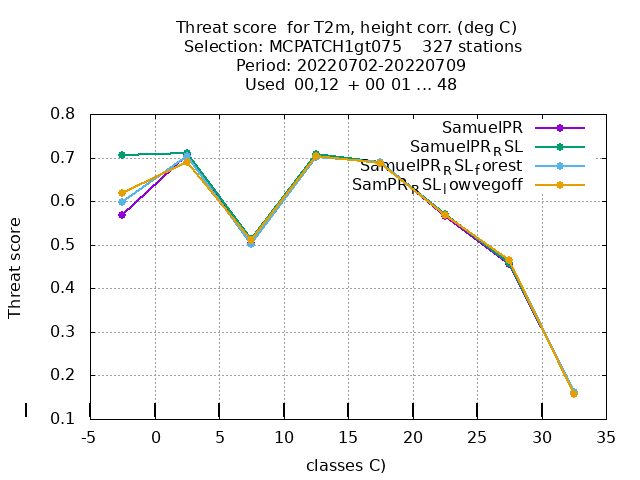 Threat score  for T2m, height corr. (deg C)
Selection: MCPATCH1gt075    327 stations
Period: 20220702-20220709
Used  00,12  + 00 01 ... 48
SamuelPR
SamuelPR_RSL
SamuelPR_RSL_forest
SamPR_RSL_lowvegoff
Threat score
0.8
0.7
0.6
0.5
0.4
0.3
0.2
0.1
-5 0 5 10 15 20 25 30 35
classes C)